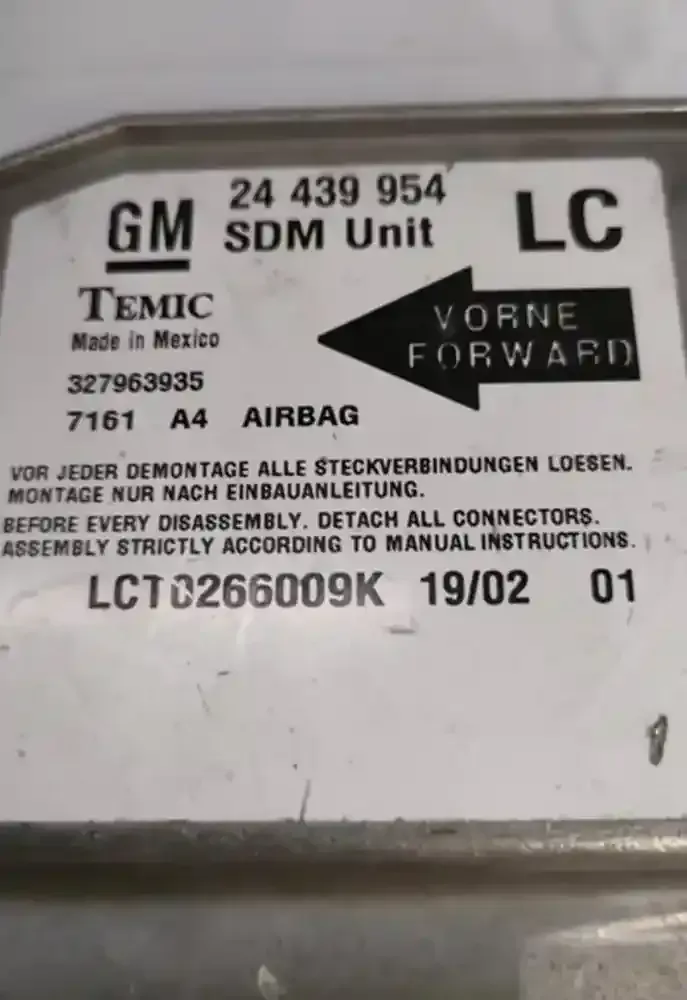 24 439 954
GM SDM Unit LC
TEMIC
Made in Mexico
VORNE
FORWARD
327963935
7161 A4 AIRBAG
VOR JEDER DEMONTAGE ALLE STECKVERBINDUNGEN LOESEN.
MONTAGE NUR NACH EINBAUANLEITUNG.
BEFORE EVERY DISASSEMBLY. DETACH ALL CONNECTORS.
ASSEMBLY STRICTLY ACCORDING TO MANUAL INSTRUCTIONS.
LCT0266009K 19/02 01